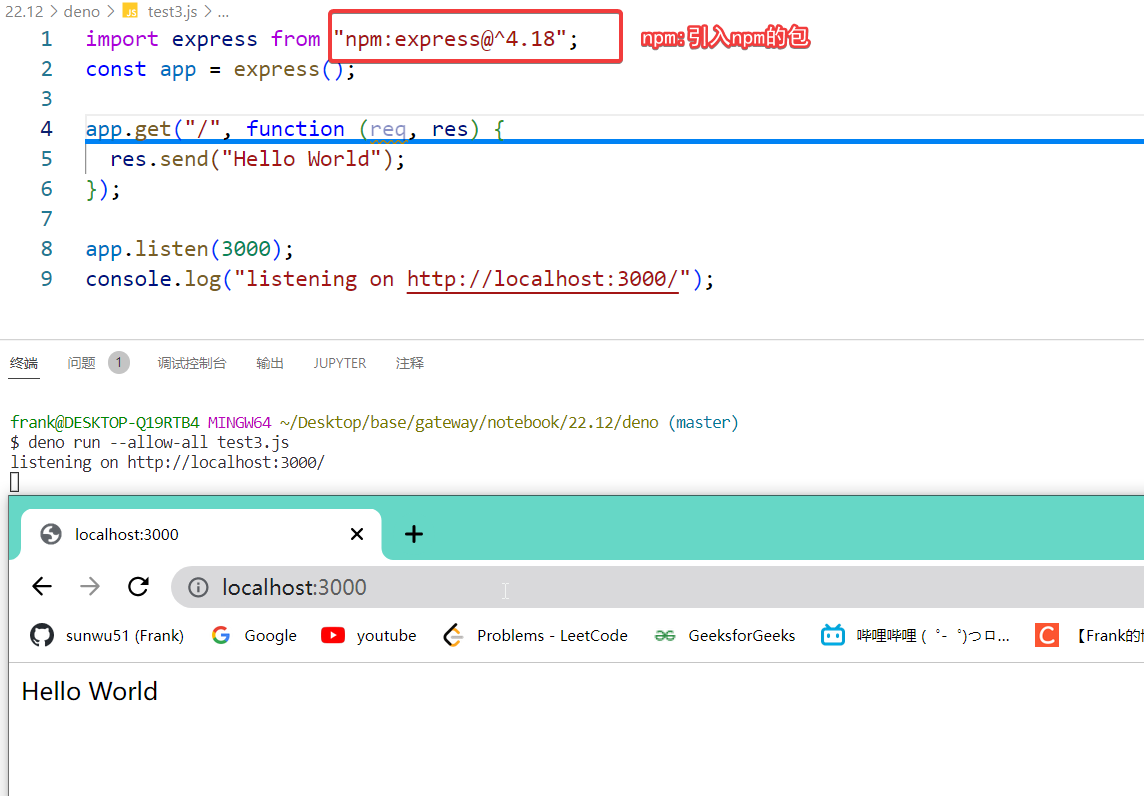 22.12 > deno > JS test3.js > ...
1 import express from "npm:express@^4.18"; npm: 引入npm的包
2 const app = express();
3
4 app.get("/", function (req, res) {
5 res.send("Hello World");
6 });
7
8 app.listen(3000);
9 console.log("listening on http://localhost:3000/");
终端 问题 1 调试控制台 输出 JUPYTER 注释
frank@DESKTOP-Q19RTB4 MINGW64 ~/Desktop/base/gateway/notebook/22.12/deno (master)
$ deno run --allow-all test3.js
listening on http://localhost:3000/
localhost:3000
localhost:3000
sunwu51 (Frank) Google youtube Problems - LeetCode GeeksforGeeks 哔哩哔哩 ( ゜- ゜)つロ... C 【Frank的
Hello World